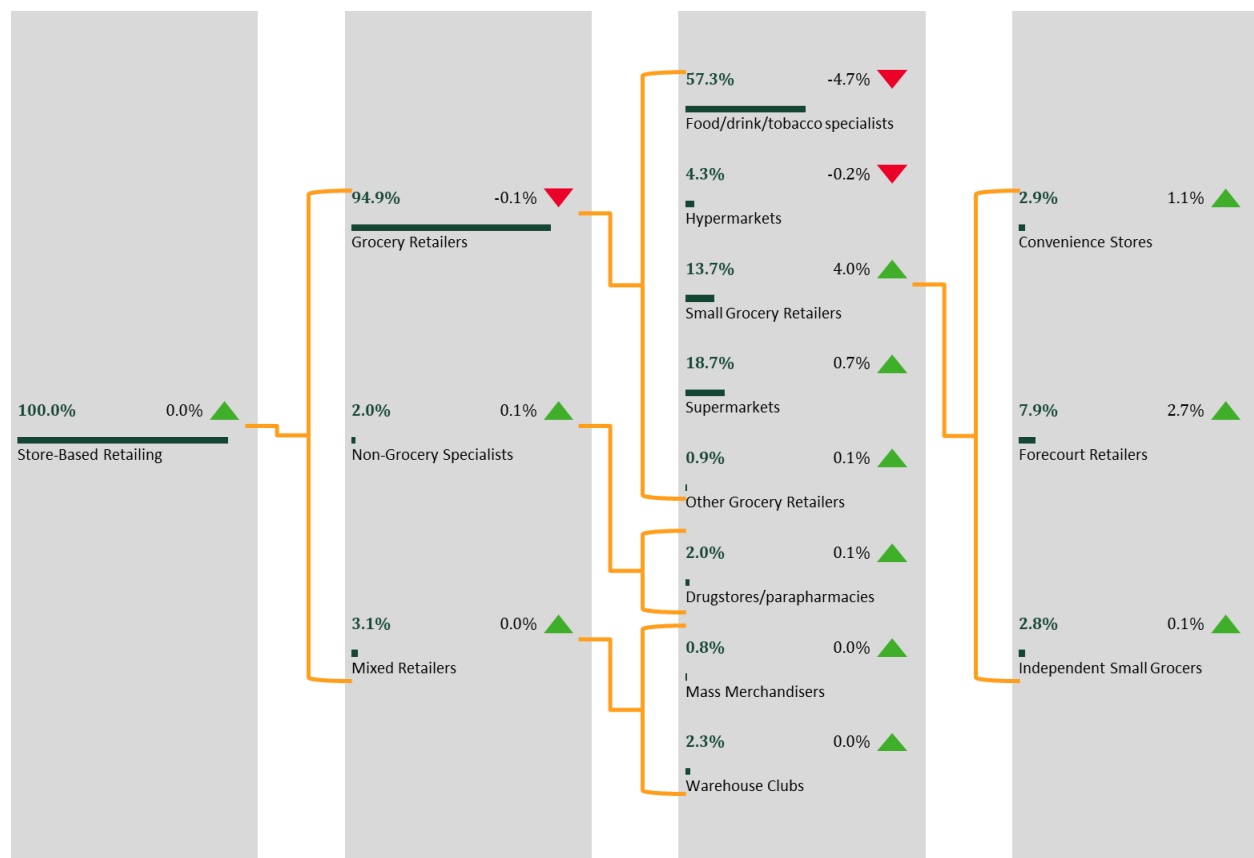 100.0% 0.0%
Store-Based Retailing
94.9% -0.1%
Grocery Retailers
2.0% 0.1%
Non-Grocery Specialists
3.1% 0.0%
Mixed Retailers
57.3% -4.7%
Food/drink/tobacco specialists
4.3% -0.2%
Hypermarkets
13.7% 4.0%
Small Grocery Retailers
18.7% 0.7%
Supermarkets
0.9% 0.1%
Other Grocery Retailers
2.0% 0.1%
Drugstores/parapharmacies
0.8% 0.0%
Mass Merchandisers
2.3% 0.0%
Warehouse Clubs
2.9% 1.1%
Convenience Stores
7.9% 2.7%
Forecourt Retailers
2.8% 0.1%
Independent Small Grocers